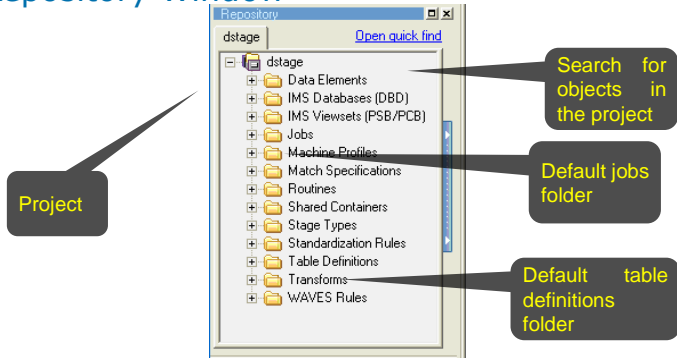 Repository Window
Repository
dstage
Open quick find
dstage
Data Elements
IMS Databases (DBD)
IMS Viewsets (PSB/PCB)
Jobs
Machine Profiles
Match Specifications
Routines
Shared Containers
Stage Types
Standardization Rules
Table Definitions
Transforms
WAVES Rules
Project
Search for
objects in
the project
Default jobs
folder
Default table
definitions
folder